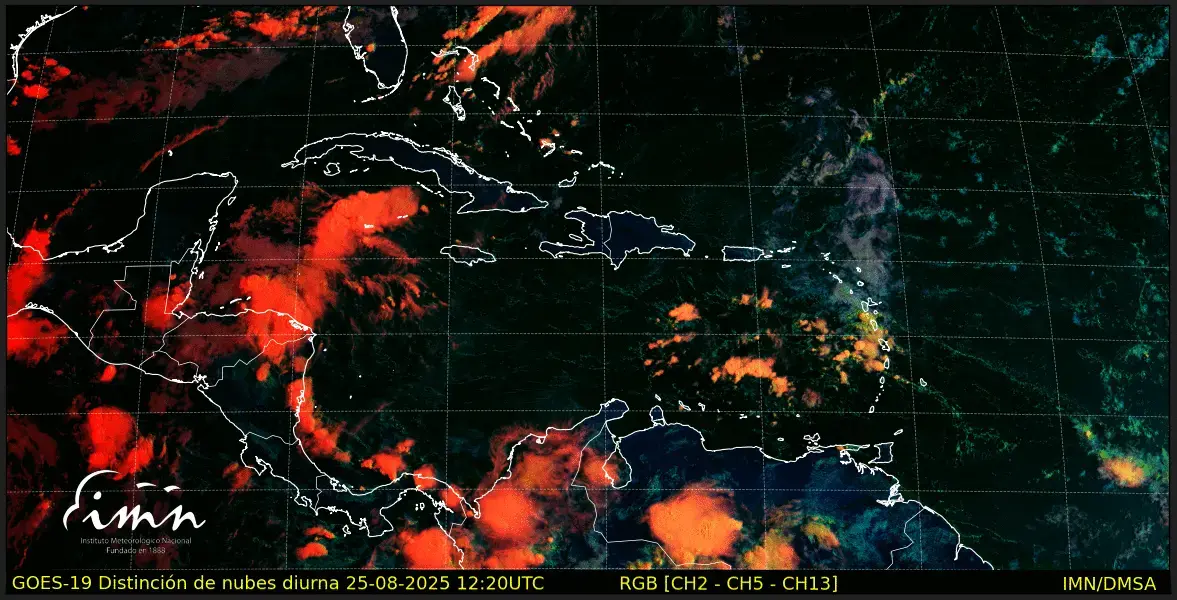 imn
Instituto Meteorológico Nacional
Fundado en 1888
GOES-19 Distinción de nubes diurna 25-08-2025 12:20UTC RGB [CH2 - CH5 - CH13] IMN/DMSA